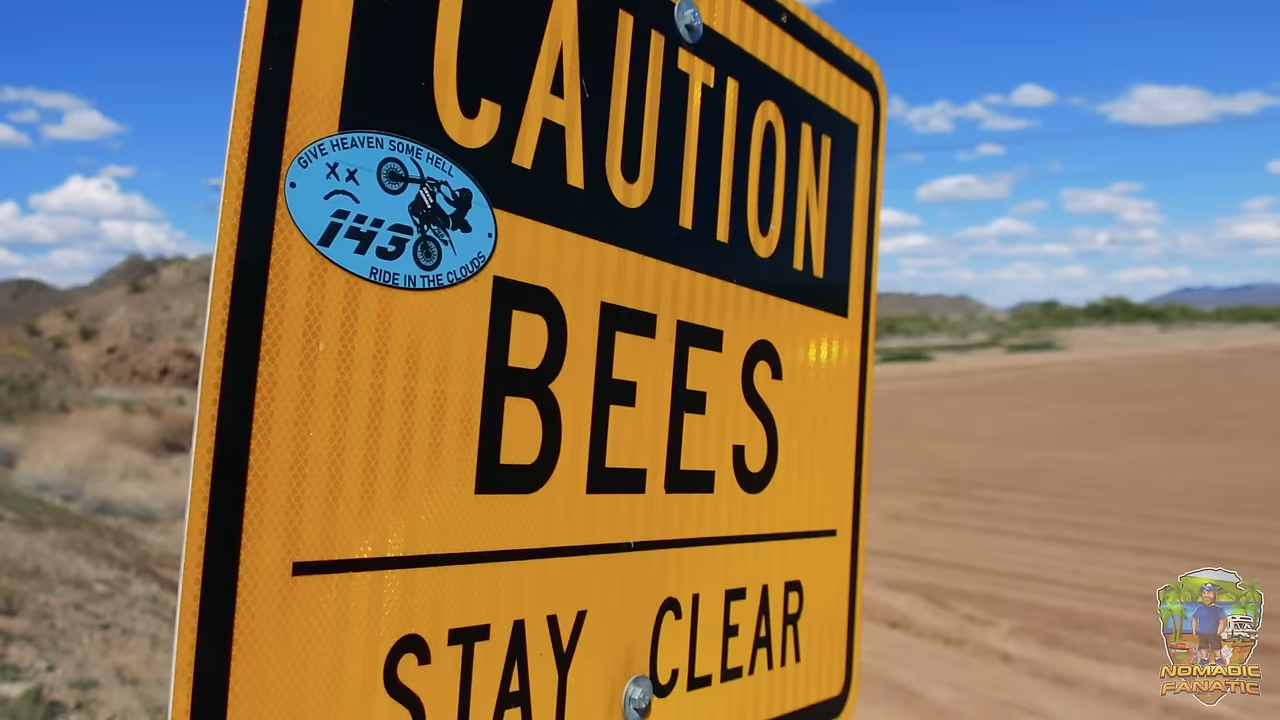 CAUTION
GIVE HEAVEN SOME HELL
143
RIDE IN THE CLOUDS
BEES
STAY CLEAR
NOMADIC
FANATIC